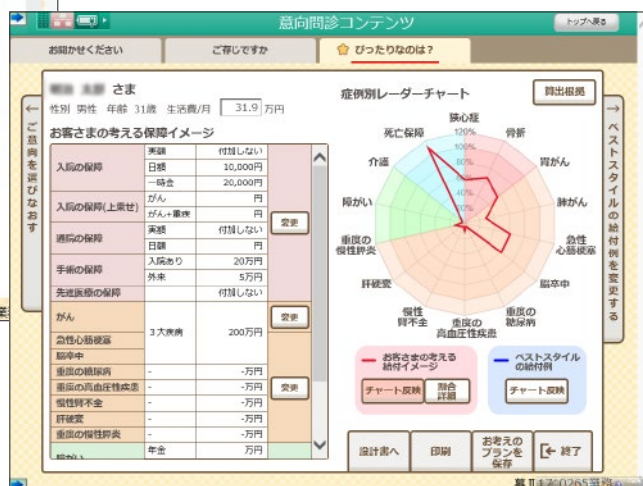 意向問診コンテンツ
トップへ戻る
お聞かせください
ご存じですか
ぴったりなのは?
さま
性別 男性 年齢 31歳 生活費/月 31.9 万円
お客さまの考える保障イメージ
入院の保障
実額 付加しない
日額 10,000円
一時金 20,000円
入院の保障(上乗せ)
がん 円
がん+重疾 円
変更
通院の保障
実額 付加しない
日額 円
手術の保障
入院あり 20万円
外来 5万円
先進医療の保障 付加しない
がん
急性心筋梗塞
脳卒中
3大疾病 200万円
変更
重度の糖尿病 - -万円
重度の高血圧性疾患 - -万円
変更
慢性腎不全 - -万円
肝硬変 - -万円
重度の慢性膵炎 - -万円
障がい 年金 万円
←ご意向を選びなおす
症例別レーダーチャート
算出根拠
狭心症
骨折
胃がん
肺がん
急性
心筋梗塞
脳卒中
重度の
糖尿病
重度の
高血圧性疾患
慢性
腎不全
肝硬変
重度の
慢性膵炎
障がい
介護
死亡保障
120%
100%
80%
40%
20%
お客さまの考える
給付イメージ
チャート反映
割合
詳細
ベストスタイル
の給付例
チャート反映
→ベストスタイルの給付例を変更する
設計書へ
印刷
お考えの
プランを
保存
終了